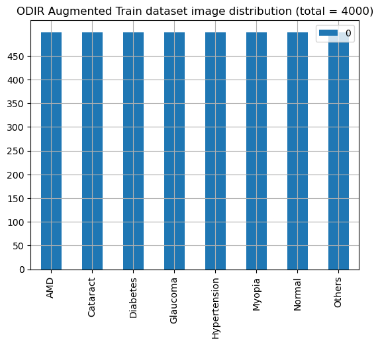 ODIR Augmented Train dataset image distribution (total = 4000)
0
450
400
350
300
250
200
150
100
50
0
AMD
Cataract
Diabetes
Glaucoma
Hypertension
Myopia
Normal
Others